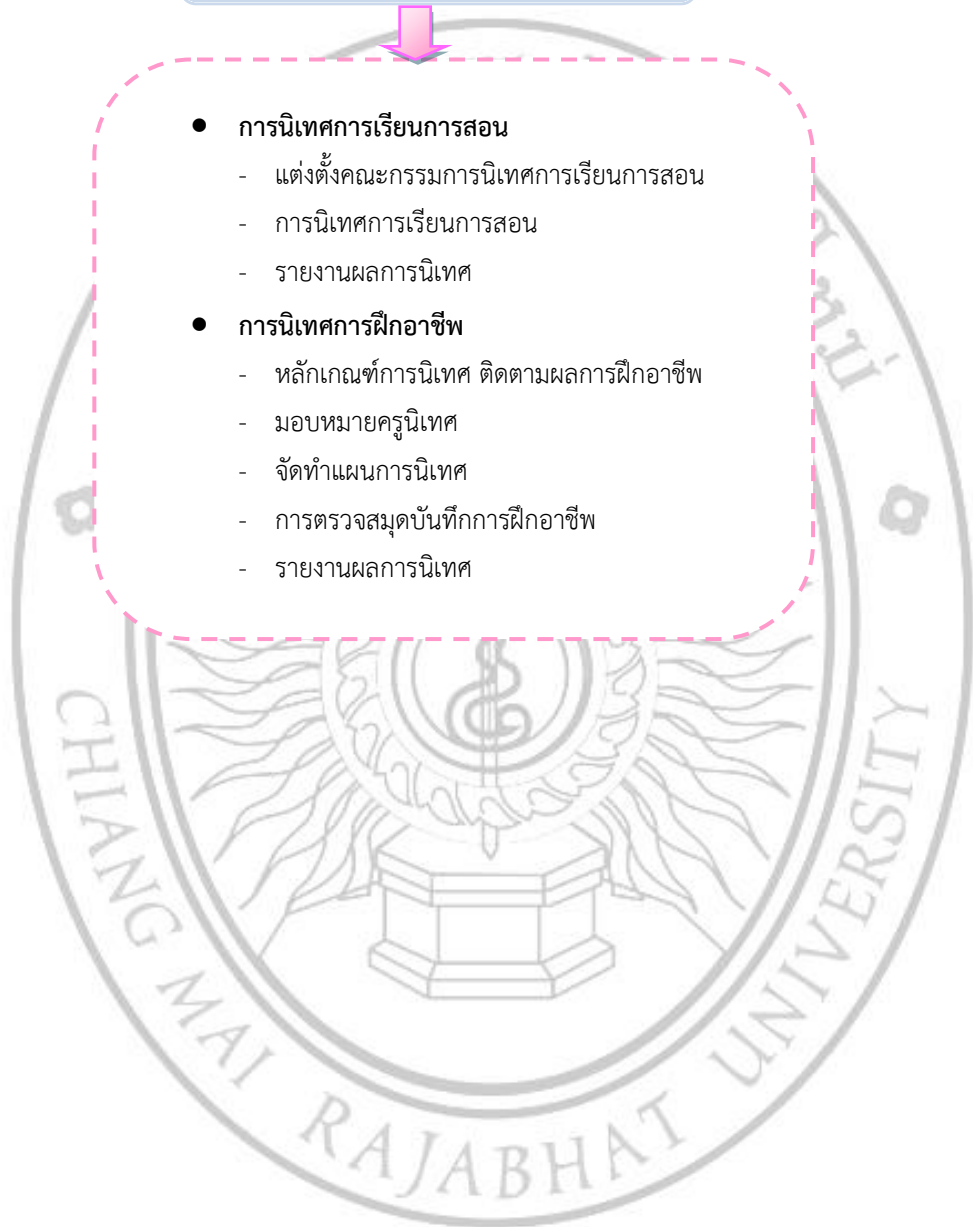 ● การนิเทศการเรียนการสอน
- แต่งตั้งคณะกรรมการนิเทศการเรียนการสอน
- การนิเทศการเรียนการสอน
- รายงานผลการนิเทศ
● การนิเทศการฝึกอาชีพ
- หลักเกณฑ์การนิเทศ ติดตามผลการฝึกอาชีพ
- มอบหมายครูนิเทศ
- จัดทำแผนการนิเทศ
- การตรวจสมุดบันทึกการฝึกอาชีพ
- รายงานผลการนิเทศ
CHIANG MAI RAJABHAT UNIVERSITY